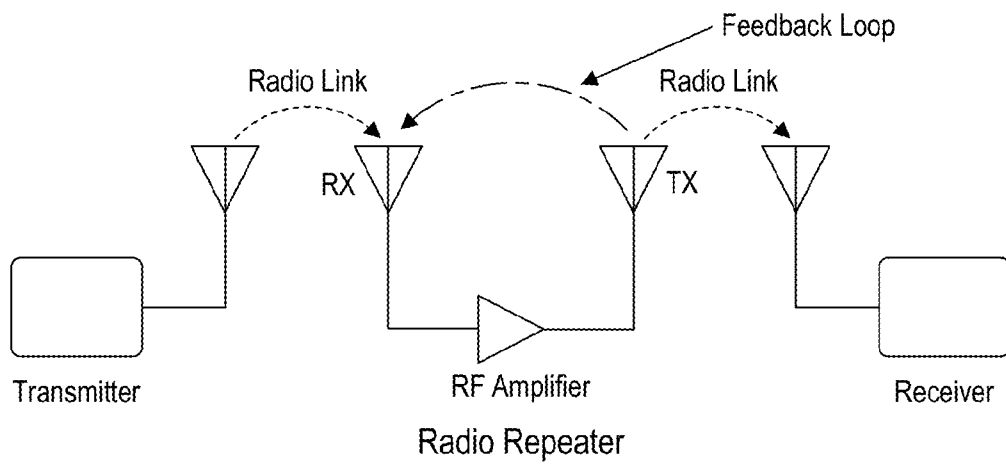 Feedback Loop
Radio Link
Radio Link
RX
TX
Transmitter
RF Amplifier
Receiver
Radio Repeater